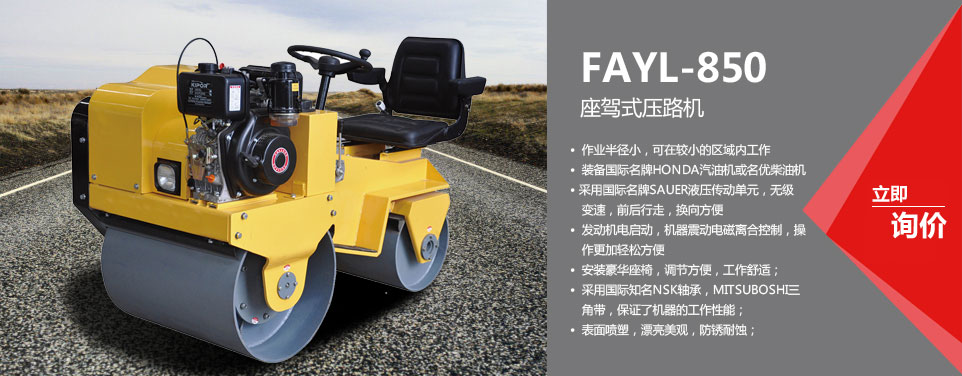 KIPOR
FAYL-850
座驾式压路机
• 作业半径小，可在较小的区域内工作
• 装备国际名牌HONDA汽油机或名优柴油机
• 采用国际名牌SAUER液压传动单元，无级
变速，前后行走，换向方便
• 发动机电启动，机器震动电磁离合控制，操
作更加轻松方便
• 安装豪华座椅，调节方便，工作舒适；
• 采用国际知名NSK轴承，MITSUBOSHI三
角带，保证了机器的工作性能；
• 表面喷塑，漂亮美观，防锈耐蚀；
立即
询价